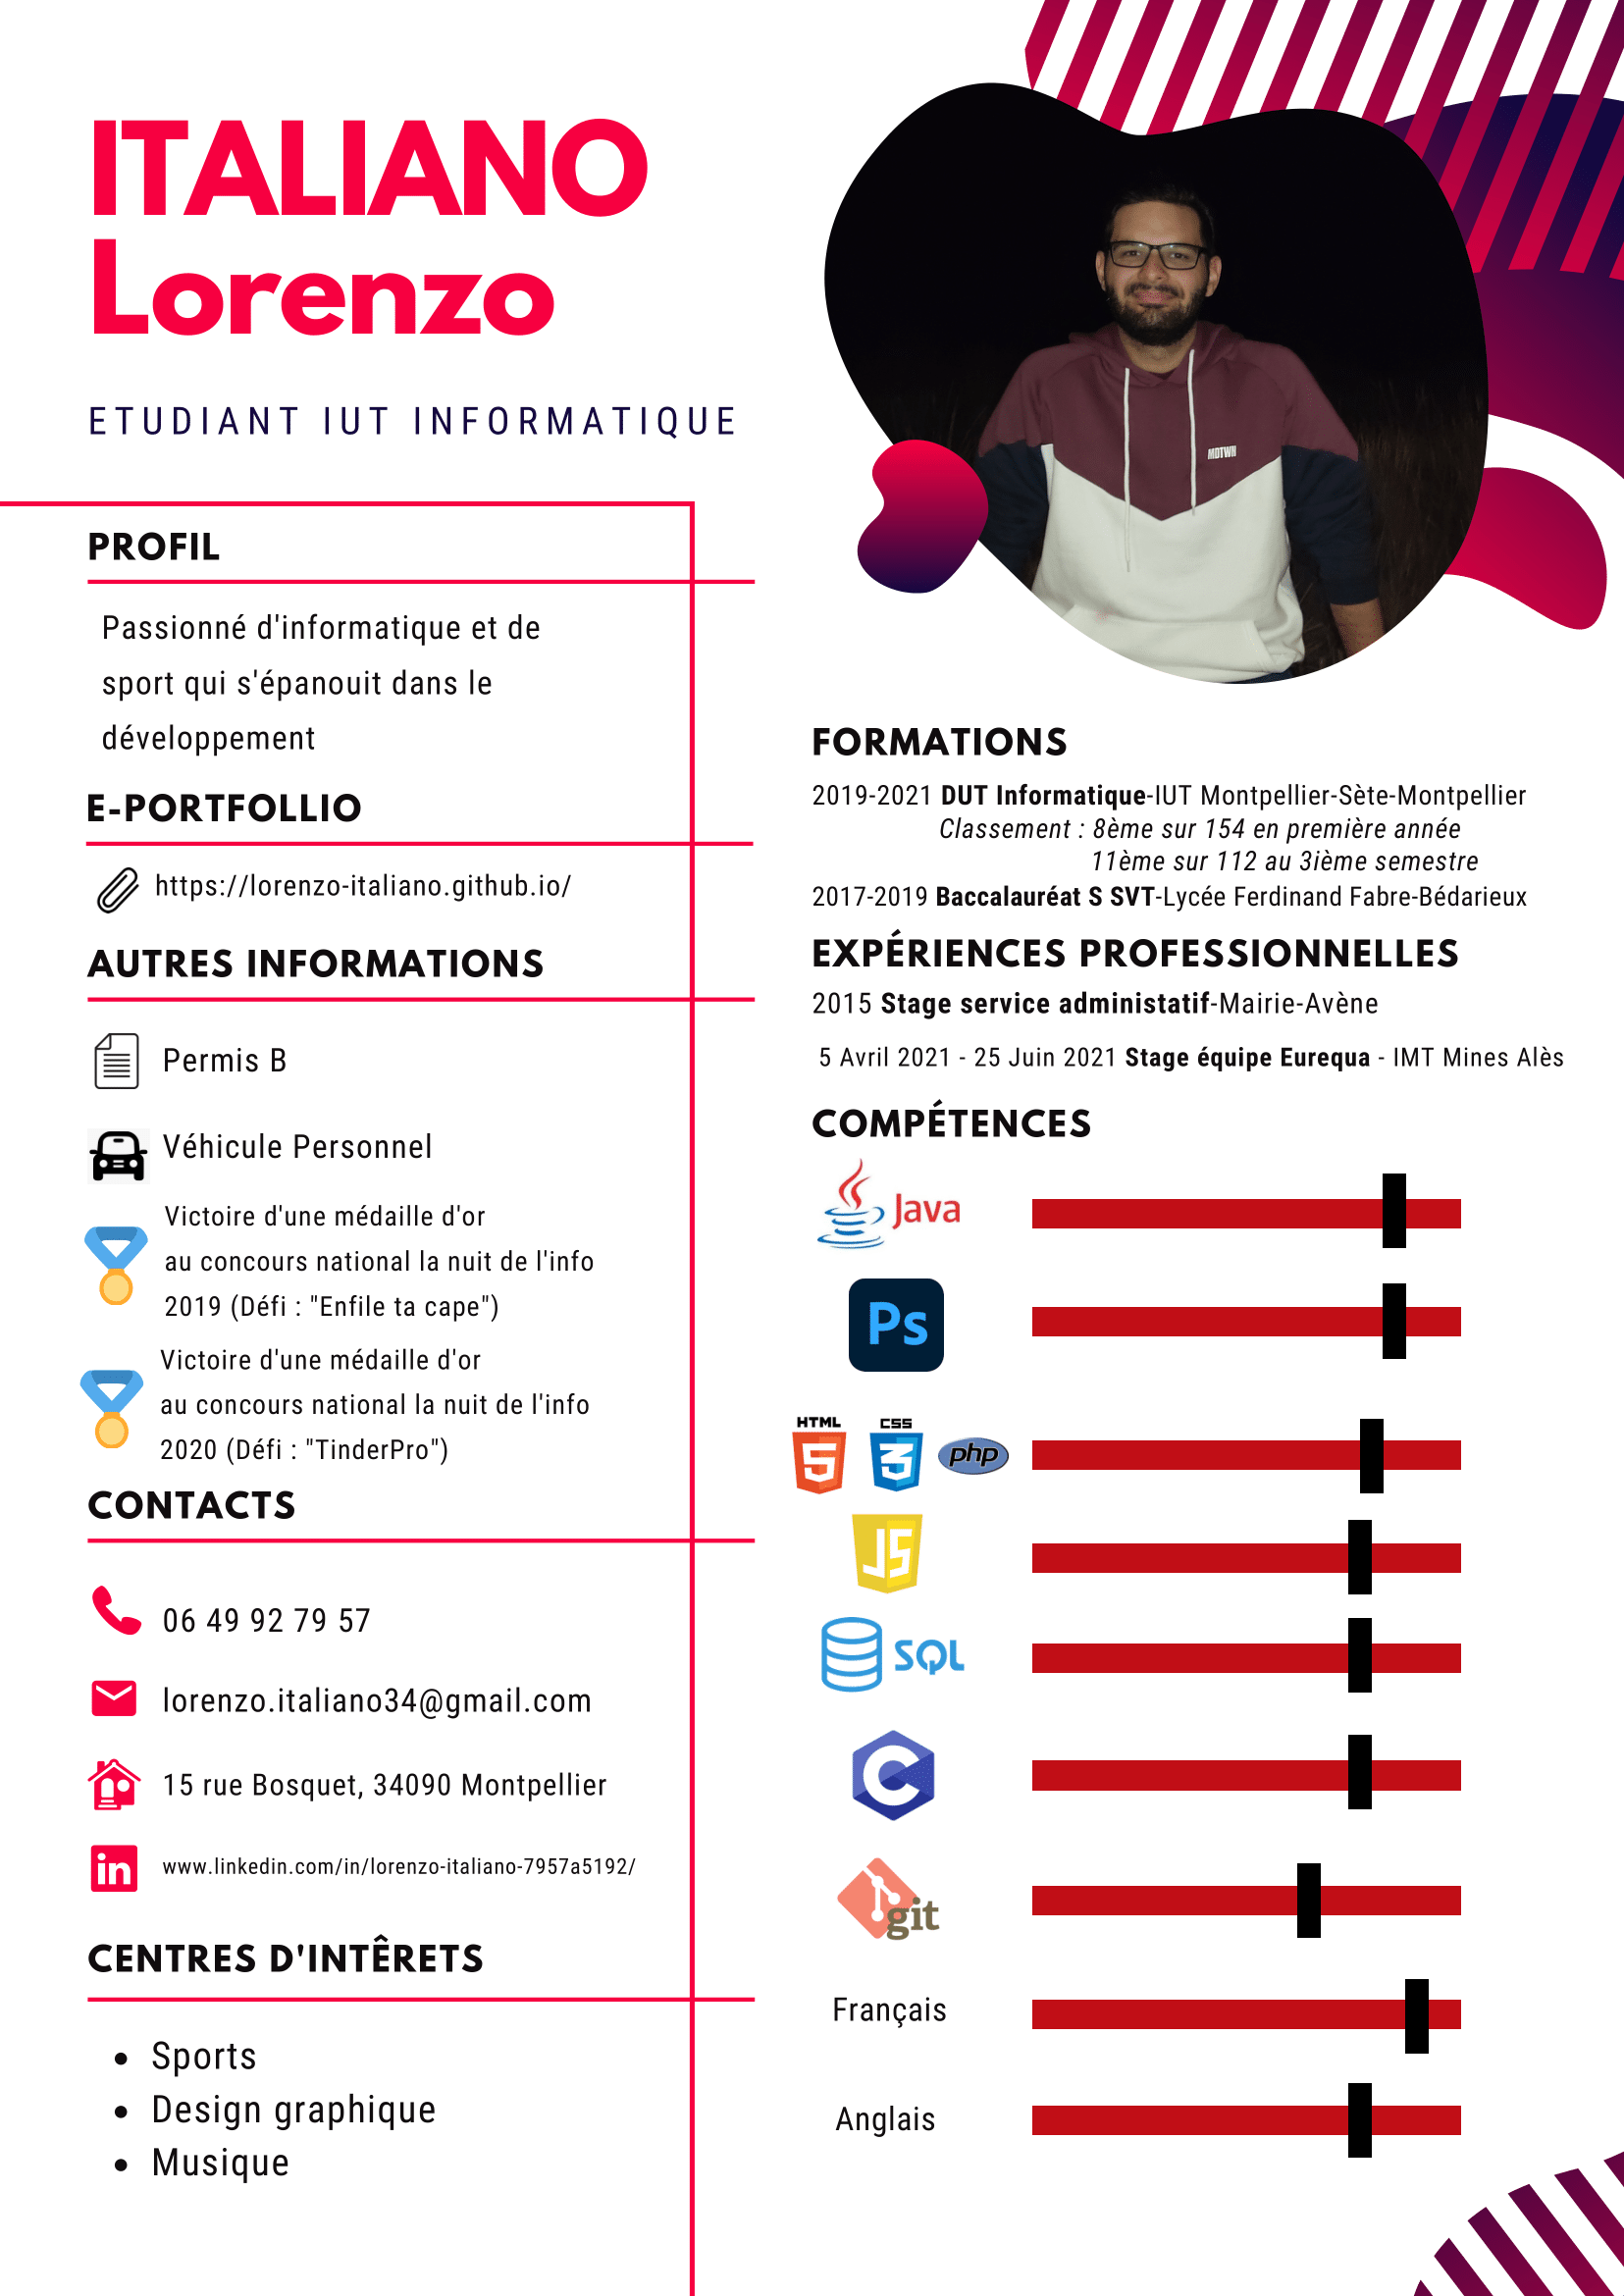 ITALIANO
Lorenzo
ETUDIANT IUT INFORMATIQUE
PROFIL
Passionné d'informatique et de
sport qui s'épanouit dans le
développement
E-PORTFOLLIO
https://lorenzo-italiano.github.io/
AUTRES INFORMATIONS
Permis B
Véhicule Personnel
Victoire d'une médaille d'or
au concours national la nuit de l'info
2019 (Défi : "Enfile ta cape")
Victoire d'une médaille d'or
au concours national la nuit de l'info
2020 (Défi : "TinderPro")
CONTACTS
06 49 92 79 57
lorenzo.italiano34@gmail.com
15 rue Bosquet, 34090 Montpellier
in
www.linkedin.com/in/lorenzo-italiano-7957a5192/
CENTRES D'INTÊRETS
• Sports
• Design graphique
• Musique
MDTWN
FORMATIONS
2019-2021 DUT Informatique-IUT Montpellier-Sète-Montpellier
Classement : 8ème sur 154 en première année
11ème sur 112 au 3ième semestre
2017-2019 Baccalauréat S SVT-Lycée Ferdinand Fabre-Bédarieux
EXPÉRIENCES PROFESSIONNELLES
2015 Stage service administatif-Mairie-Avène
5 Avril 2021 - 25 Juin 2021 Stage équipe Eurequa - IMT Mines Alès
COMPÉTENCES
Java
Ps
HTML 5 CSS 3 php
JS
SQL
C
git
Français
Anglais